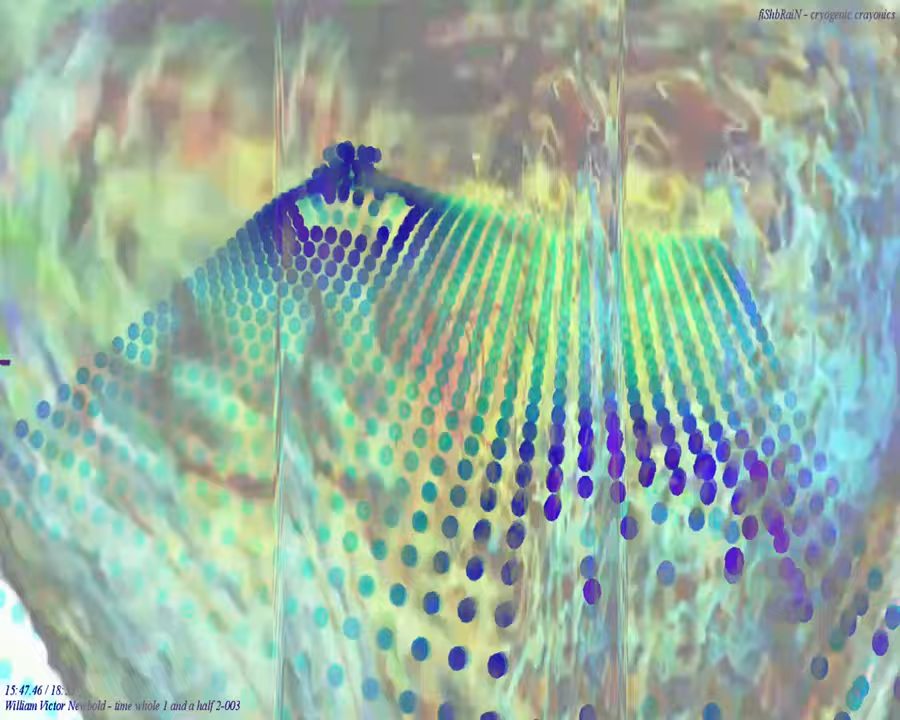 fiShbRaiN - cryogenic crayonics
15:47.46 / 18:
William Victor Newbold - time whole 1 and a half 2-003